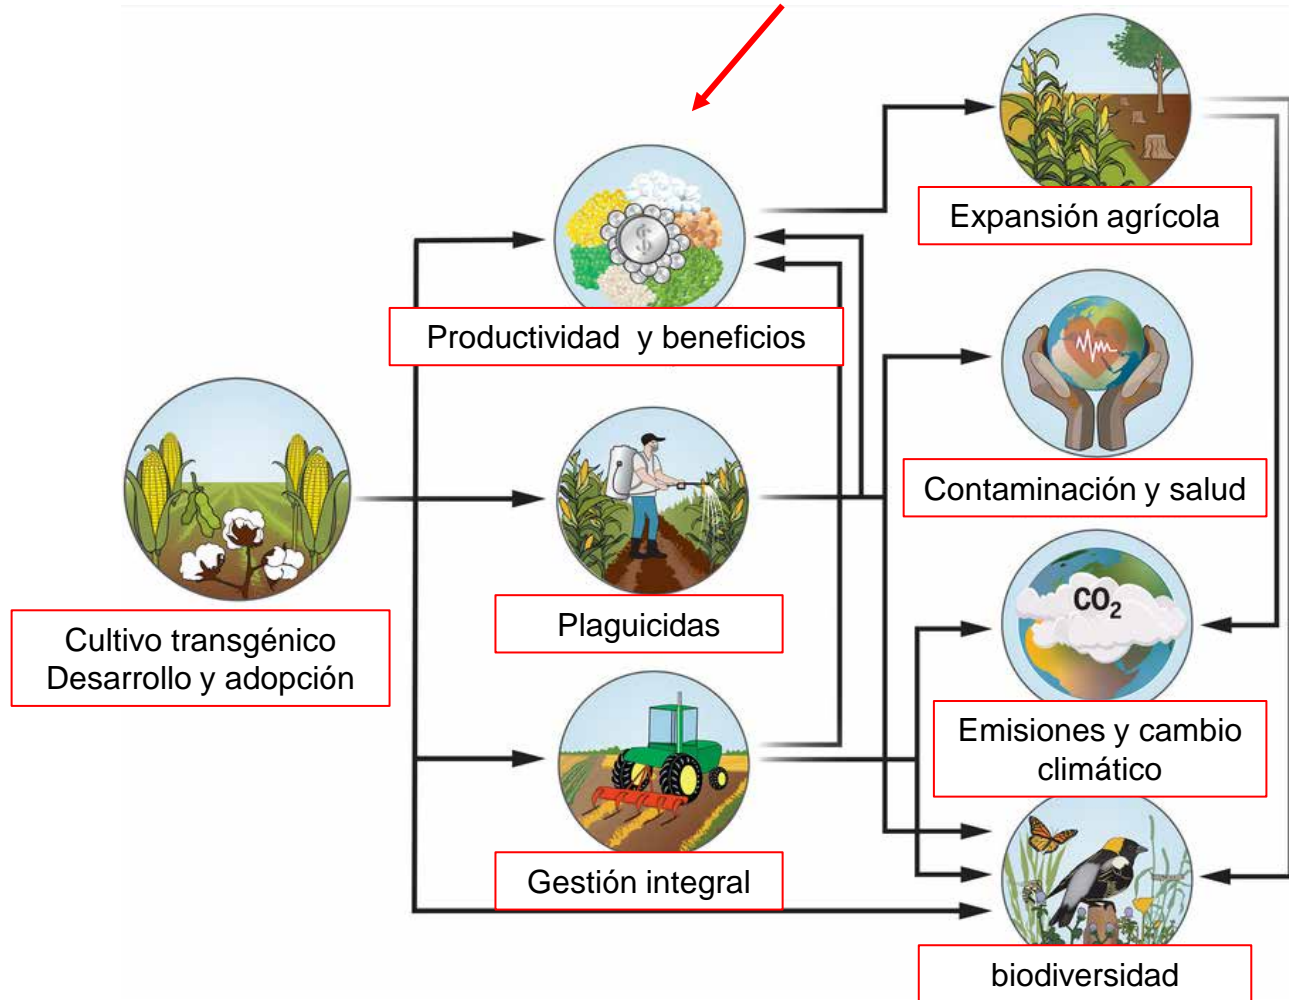 Expansión agrícola
$
Productividad y beneficios
Contaminación y salud
Cultivo transgénico
Desarrollo y adopción
Plaguicidas
CO2
Emisiones y cambio
climático
Gestión integral
biodiversidad